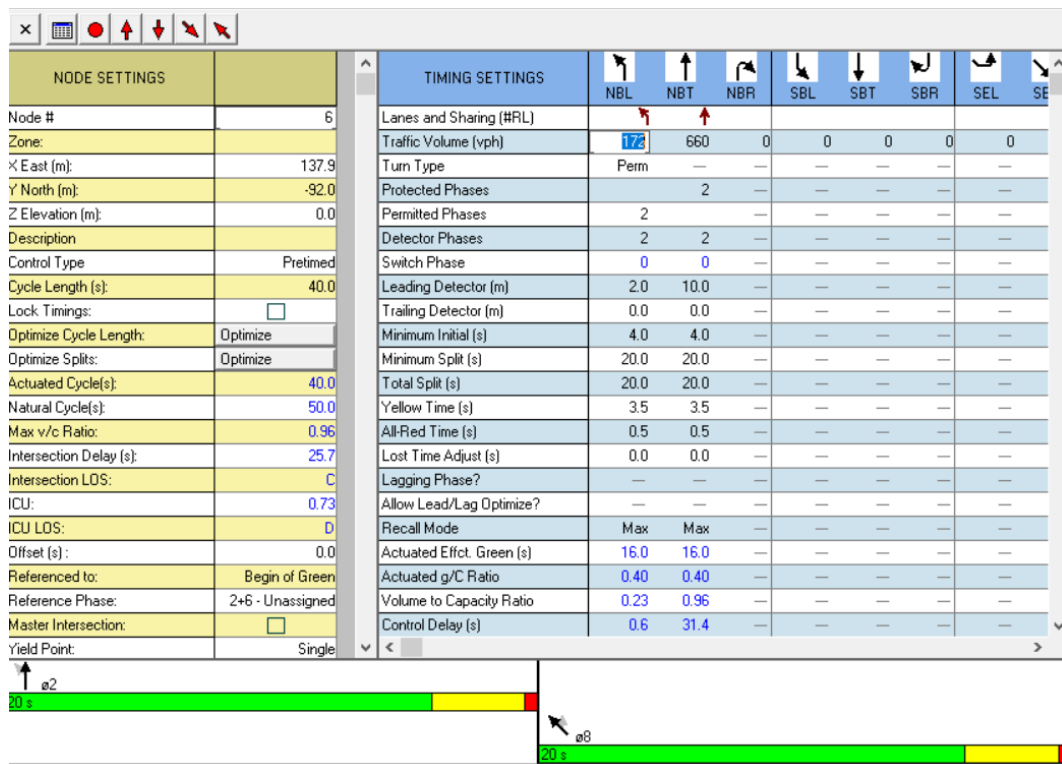 NODE SETTINGS
Node # 6
Zone:
X East (m): 137.9
Y North (m): -92.0
Z Elevation (m): 0.0
Description
Control Type Pretimed
Cycle Length (s): 40.0
Lock Timings:
Optimize Cycle Length: Optimize
Optimize Splits: Optimize
Actuated Cycle(s): 40.0
Natural Cycle(s): 50.0
Max v/c Ratio: 0.96
Intersection Delay (s): 25.7
Intersection LOS: C
ICU: 0.73
ICU LOS: D
Offset (s) : 0.0
Referenced to: Begin of Green
Reference Phase: 2+6 - Unassigned
Master Intersection:
Yield Point: Single
TIMING SETTINGS NBL NBT NBR SBL SBT SBR SEL SE
Lanes and Sharing (#RL)
Traffic Volume (vph) 172 660 0 0 0 0 0
Turn Type Perm — — — — — — —
Protected Phases 2 — — — — — —
Permitted Phases 2 — — — — — —
Detector Phases 2 2 — — — — — —
Switch Phase 0 0 — — — — — —
Leading Detector (m) 2.0 10.0 — — — — — —
Trailing Detector (m) 0.0 0.0 — — — — — —
Minimum Initial (s) 4.0 4.0 — — — — — —
Minimum Split (s) 20.0 20.0 — — — — — —
Total Split (s) 20.0 20.0 — — — — — —
Yellow Time (s) 3.5 3.5 — — — — — —
All-Red Time (s) 0.5 0.5 — — — — — —
Lost Time Adjust (s) 0.0 0.0 — — — — — —
Lagging Phase? — — — — — — — —
Allow Lead/Lag Optimize? — — — — — — — —
Recall Mode Max Max — — — — — —
Actuated Effct. Green (s) 16.0 16.0 — — — — — —
Actuated g/C Ratio 0.40 0.40 — — — — — —
Volume to Capacity Ratio 0.23 0.96 — — — — — —
Control Delay (s) 0.6 31.4 — — — — — —
ø2
20 s
ø8
20 s